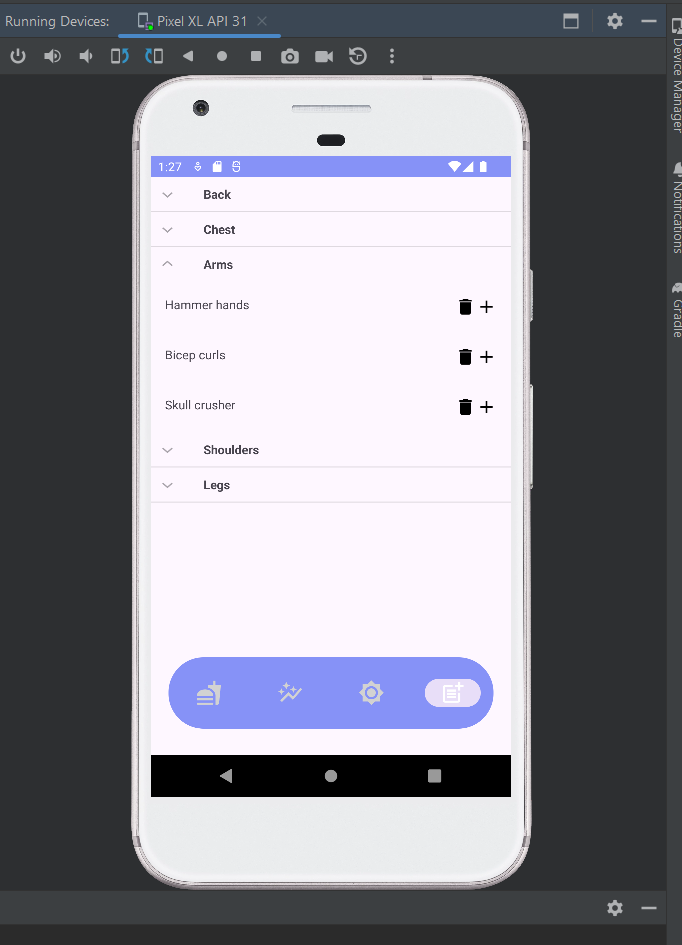 Running Devices: Pixel XL API 31
Device Manager
Notifications
Gradle
1:27
Back
Chest
Arms
Hammer hands
Bicep curls
Skull crusher
Shoulders
Legs